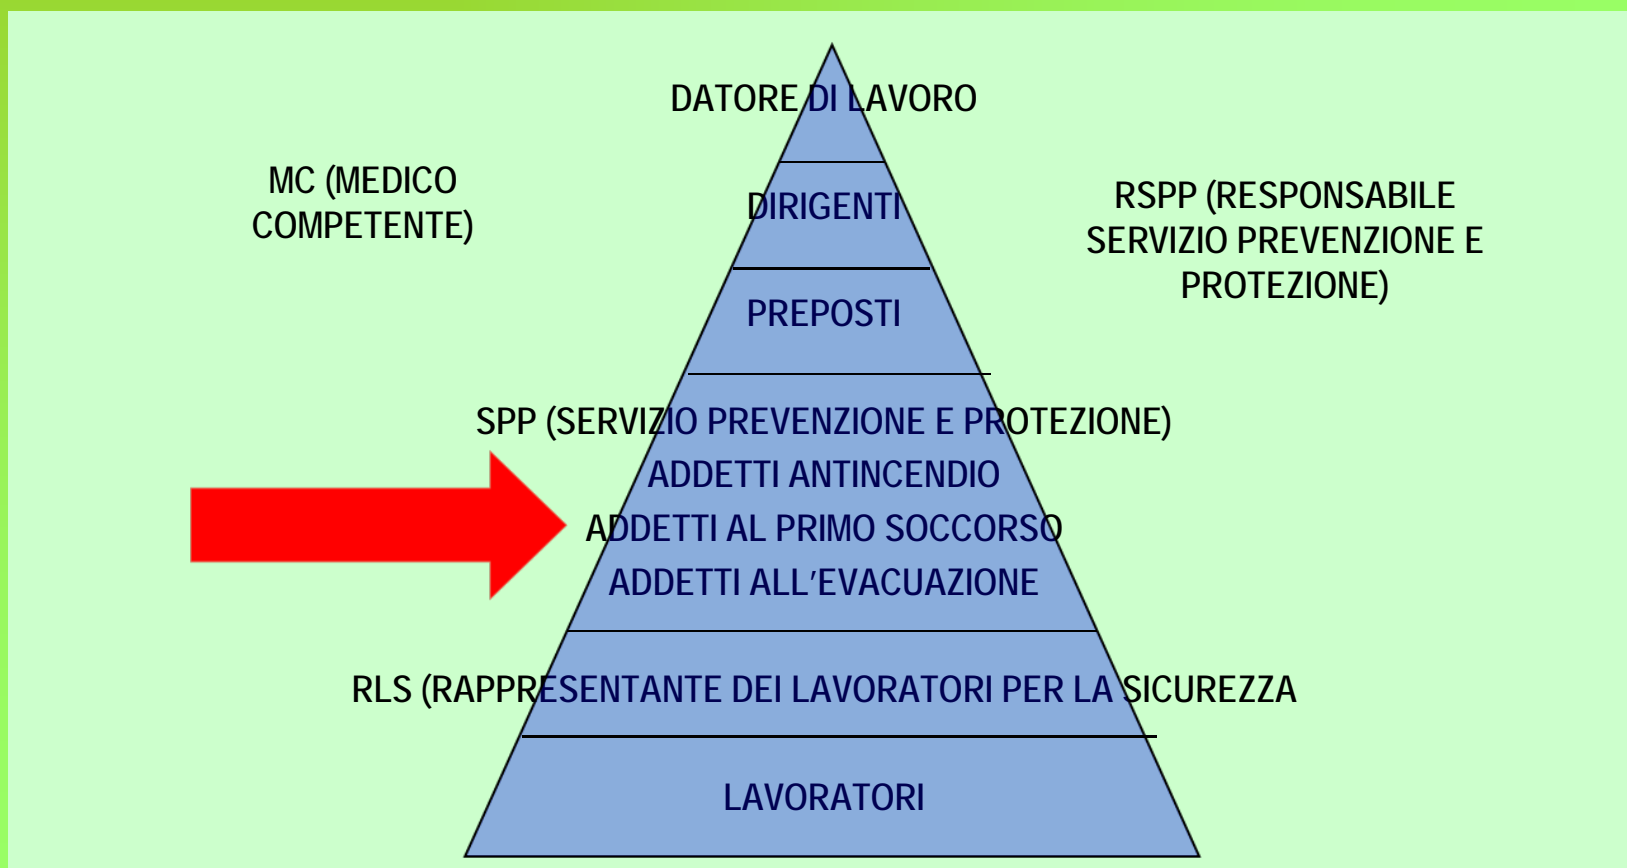 DATORE DI LAVORO
MC (MEDICO
COMPETENTE)
DIRIGENTI
RSPP (RESPONSABILE
SERVIZIO PREVENZIONE E
PROTEZIONE)
PREPOSTI
SPP (SERVIZIO PREVENZIONE E PROTEZIONE)
ADDETTI ANTINCENDIO
ADDETTI AL PRIMO SOCCORSO
ADDETTI ALL’EVACUAZIONE
RLS (RAPPRESENTANTE DEI LAVORATORI PER LA SICUREZZA
LAVORATORI